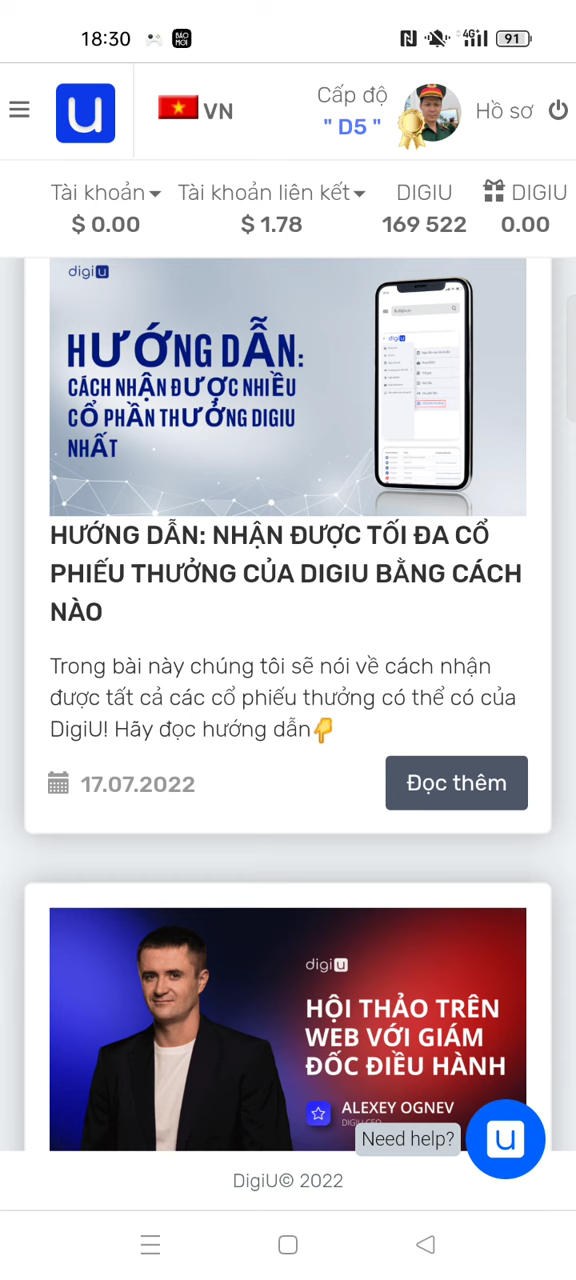 18:30
BÁO
MỚI
4G+
91
u
VN
Cấp độ
" D5 "
Hồ sơ
Tài khoản
$ 0.00
Tài khoản liên kết
$ 1.78
DIGIU
169 522
DIGIU
0.00
digiu
HƯỚNG DẪN:
CÁCH NHẬN ĐƯỢC NHIỀU
CỔ PHẦN THƯỞNG DIGIU
NHẤT
HƯỚNG DẪN: NHẬN ĐƯỢC TỐI ĐA CỔ
PHIẾU THƯỞNG CỦA DIGIU BẰNG CÁCH
NÀO
Trong bài này chúng tôi sẽ nói về cách nhận
được tất cả các cổ phiếu thưởng có thể có của
DigiU! Hãy đọc hướng dẫn👇
17.07.2022
Đọc thêm
digiu
HỘI THẢO TRÊN
WEB VỚI GIÁM
ĐỐC ĐIỀU HÀNH
ALEXEY OGNEV
DIGIU CEO
Need help?
u
DigiU© 2022